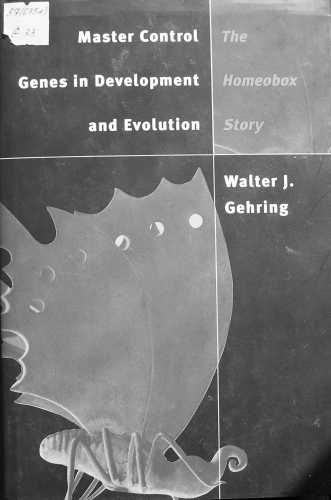 Master Control
Genes in Development
and Evolution
The
Homeobox
Story
Walter J.
Gehring